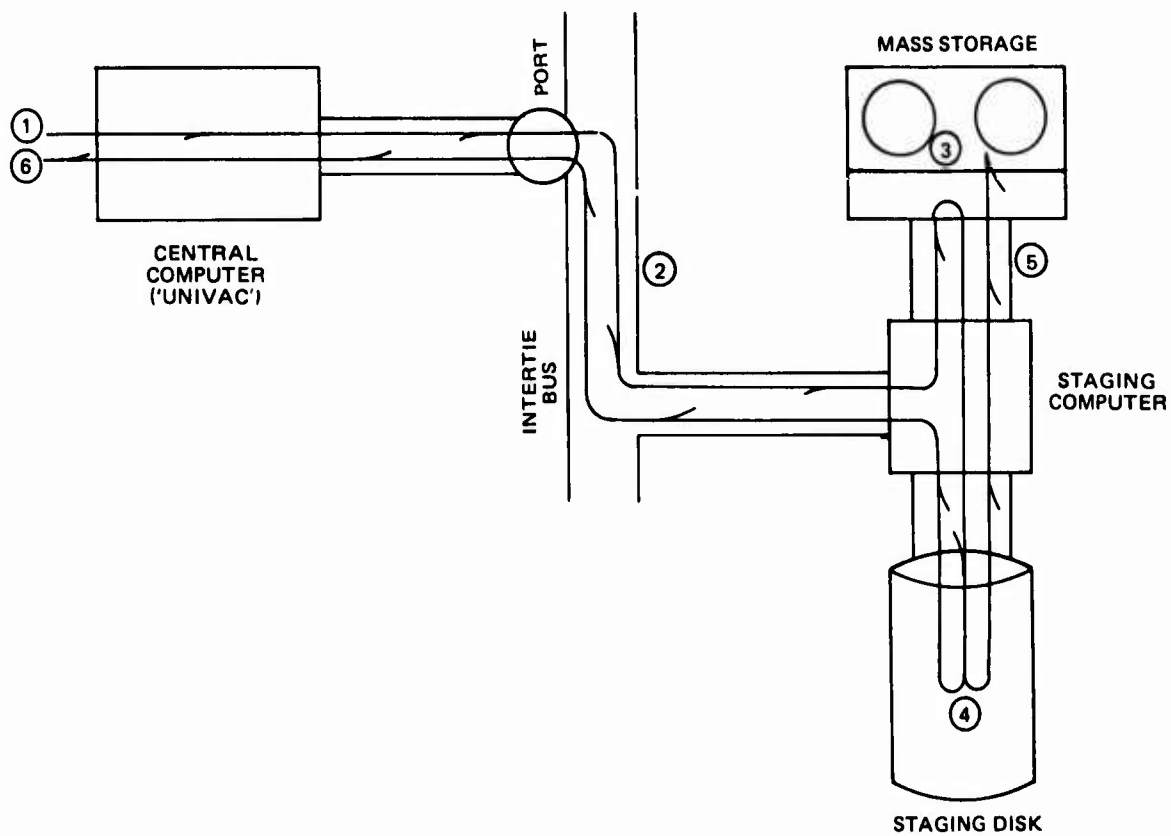 MASS STORAGE
PORT
1
6
3
CENTRAL
COMPUTER
('UNIVAC')
2
5
INTERTIE
BUS
STAGING
COMPUTER
4
STAGING DISK